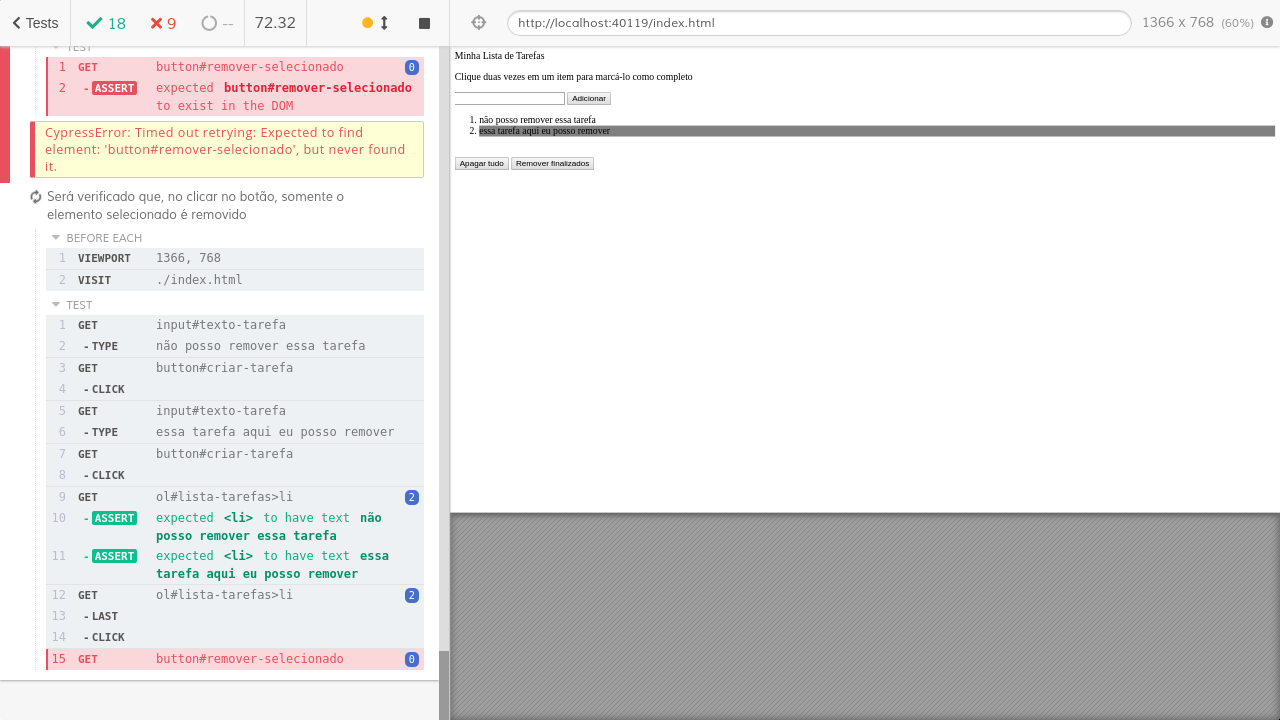 Tests 18 9 -- 72.32
http://localhost:40119/index.html 1366 x 768 (60%)
TEST
1 GET button#remover-selecionado 0
2 -ASSERT expected button#remover-selecionado
to exist in the DOM
CypressError: Timed out retrying: Expected to find
element: 'button#remover-selecionado', but never found
it.
Será verificado que, no clicar no botão, somente o
elemento selecionado é removido
BEFORE EACH
1 VIEWPORT 1366, 768
2 VISIT ./index.html
TEST
1 GET input#texto-tarefa
2 -TYPE não posso remover essa tarefa
3 GET button#criar-tarefa
4 -CLICK
5 GET input#texto-tarefa
6 -TYPE essa tarefa aqui eu posso remover
7 GET button#criar-tarefa
8 -CLICK
9 GET ol#lista-tarefas>li 2
10 -ASSERT expected <li> to have text não
posso remover essa tarefa
11 -ASSERT expected <li> to have text essa
tarefa aqui eu posso remover
12 GET ol#lista-tarefas>li 2
13 -LAST
14 -CLICK
15 GET button#remover-selecionado 0
Minha Lista de Tarefas
Clique duas vezes em um item para marcá-lo como completo
Adicionar
1. não posso remover essa tarefa
2. essa tarefa aqui eu posso remover
Apagar tudo Remover finalizados